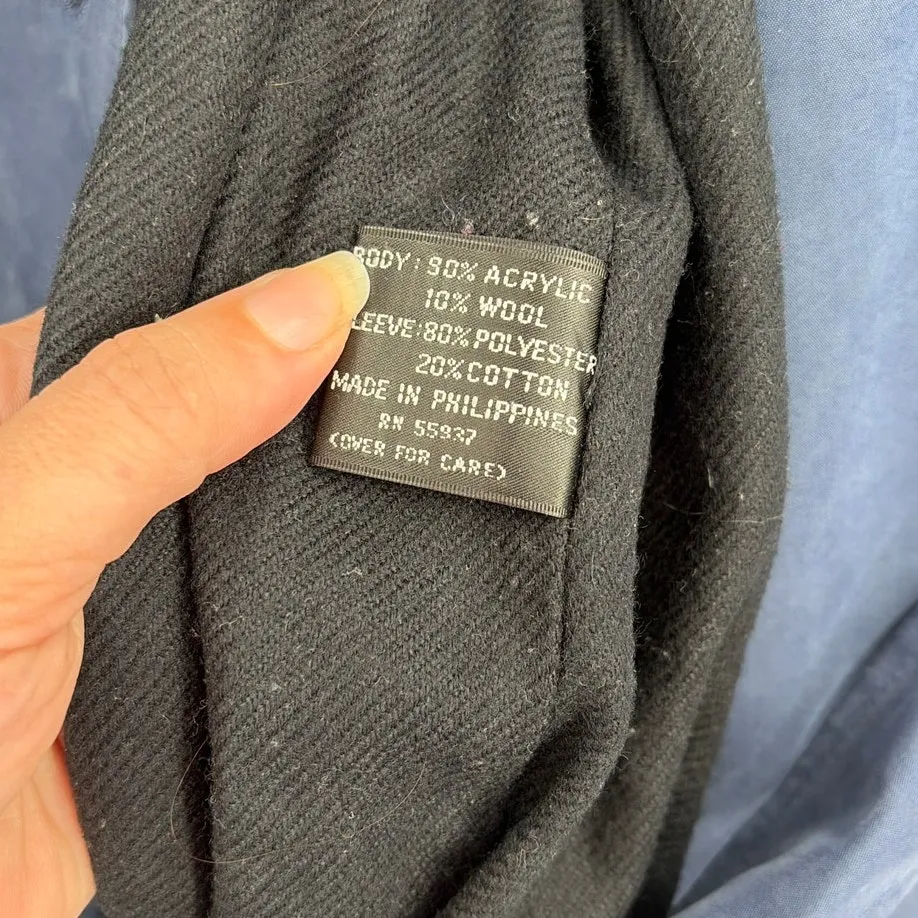 BODY: 90% ACRYLIC
10% WOOL
LEEVE:80% POLYESTER
20% COTTON
MADE IN PHILIPPINES
RN 55937
(OVER FOR CARE)